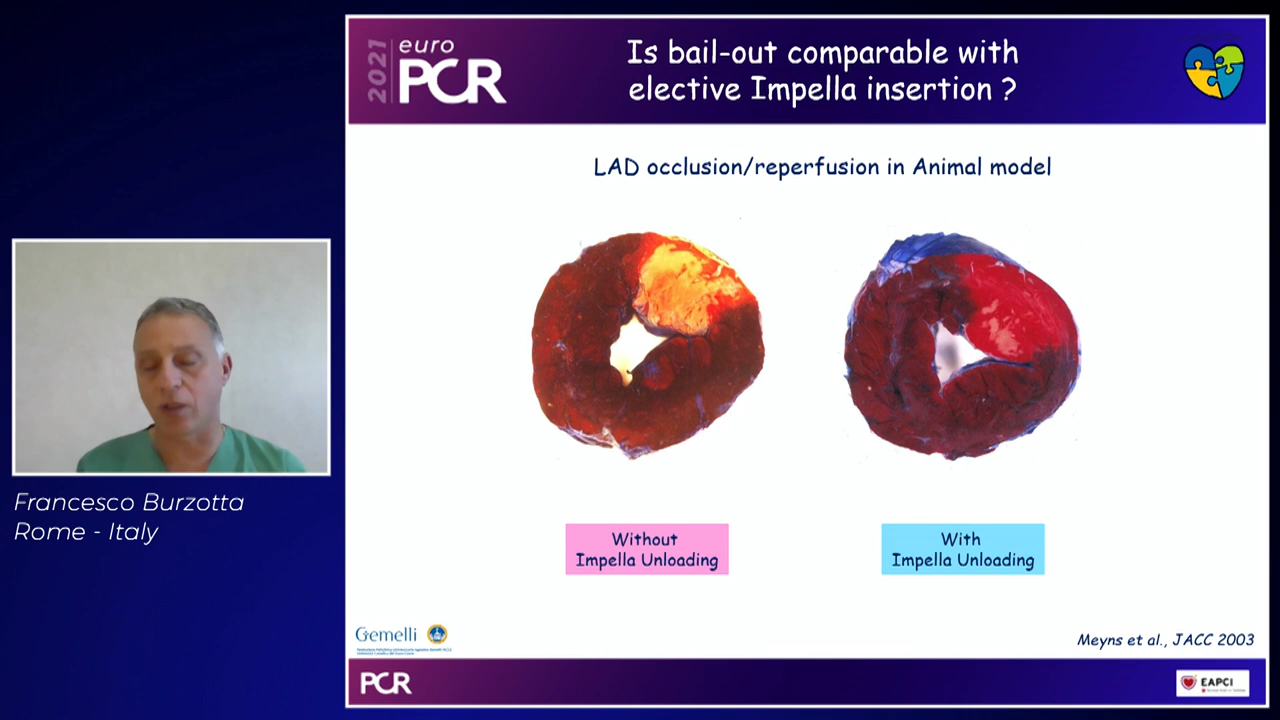 2021
euro
PCR
Is bail-out comparable with
elective Impella insertion ?
LAD occlusion/reperfusion in Animal model
Without
Impella Unloading
With
Impella Unloading
Francesco Burzotta
Rome - Italy
Gemelli
Meyns et al., JACC 2003
PCR
EAPCI